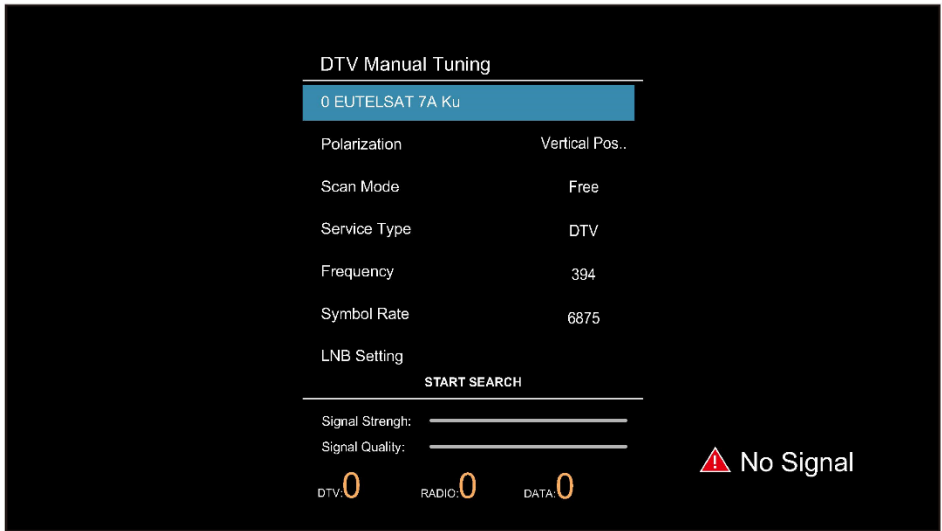 DTV Manual Tuning
0 EUTELSAT 7A Ku
Polarization Vertical Pos..
Scan Mode Free
Service Type DTV
Frequency 394
Symbol Rate 6875
LNB Setting
START SEARCH
Signal Strengh:
Signal Quality:
No Signal
DTV:0 RADIO:0 DATA:0